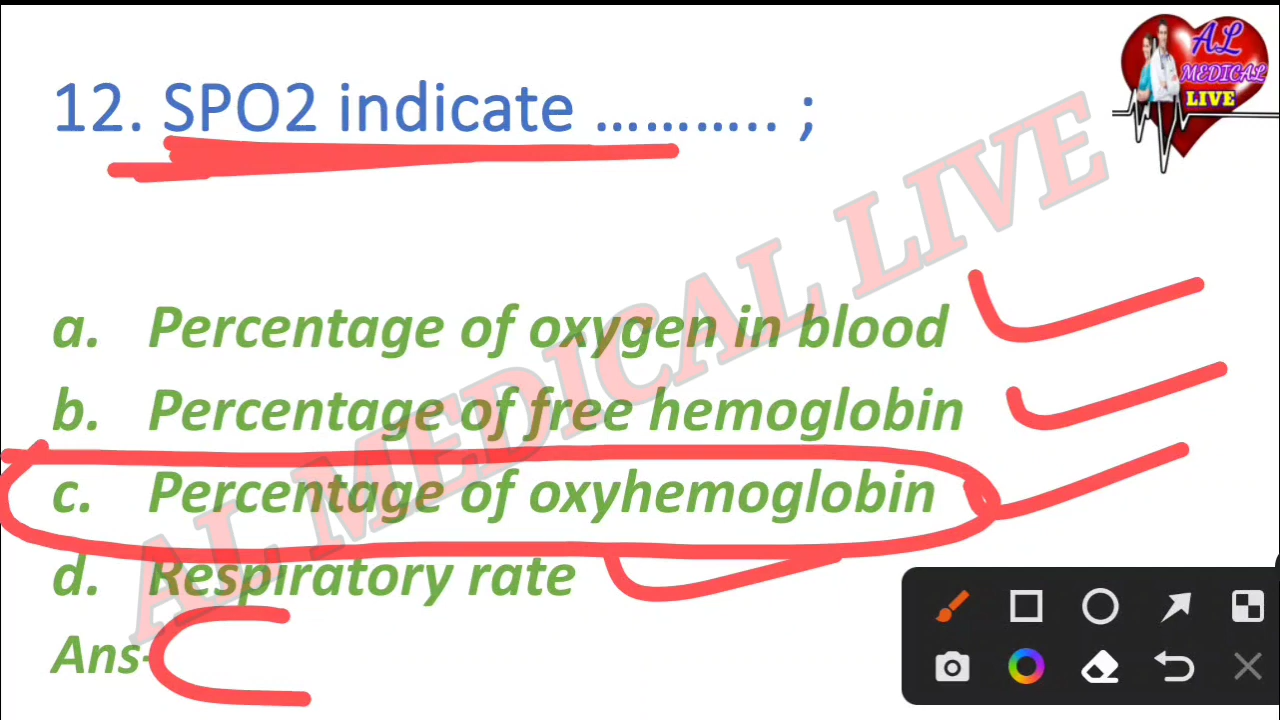 12. SPO2 indicate ……….. ;
AL
MEDICAL
LIVE
a. Percentage of oxygen in blood
b. Percentage of free hemoglobin
c. Percentage of oxyhemoglobin
d. Respiratory rate
Ans- C
AL MEDICAL LIVE